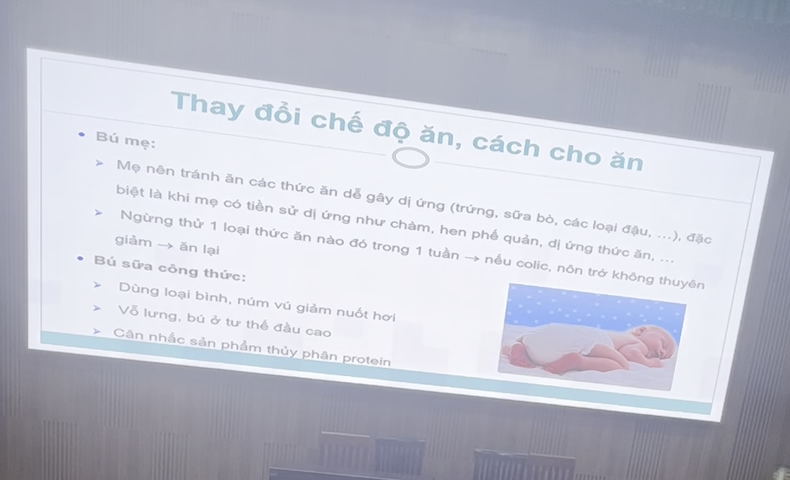 Thay đổi chế độ ăn, cách cho ăn
• Bú mẹ:
➢ Mẹ nên tránh ăn các thức ăn dễ gây dị ứng (trứng, sữa bò, các loại đậu, ...), đặc
biệt là khi mẹ có tiền sử dị ứng như chàm, hen phế quản, dị ứng thức ăn, ...
➢ Ngừng thử 1 loại thức ăn nào đó trong 1 tuần → nếu colic, nôn trớ không thuyên
giảm → ăn lại
• Bú sữa công thức:
➢ Dùng loại bình, núm vú giảm nuốt hơi
➢ Vỗ lưng, bú ở tư thế đầu cao
➢ Cân nhắc sản phẩm thủy phân protein